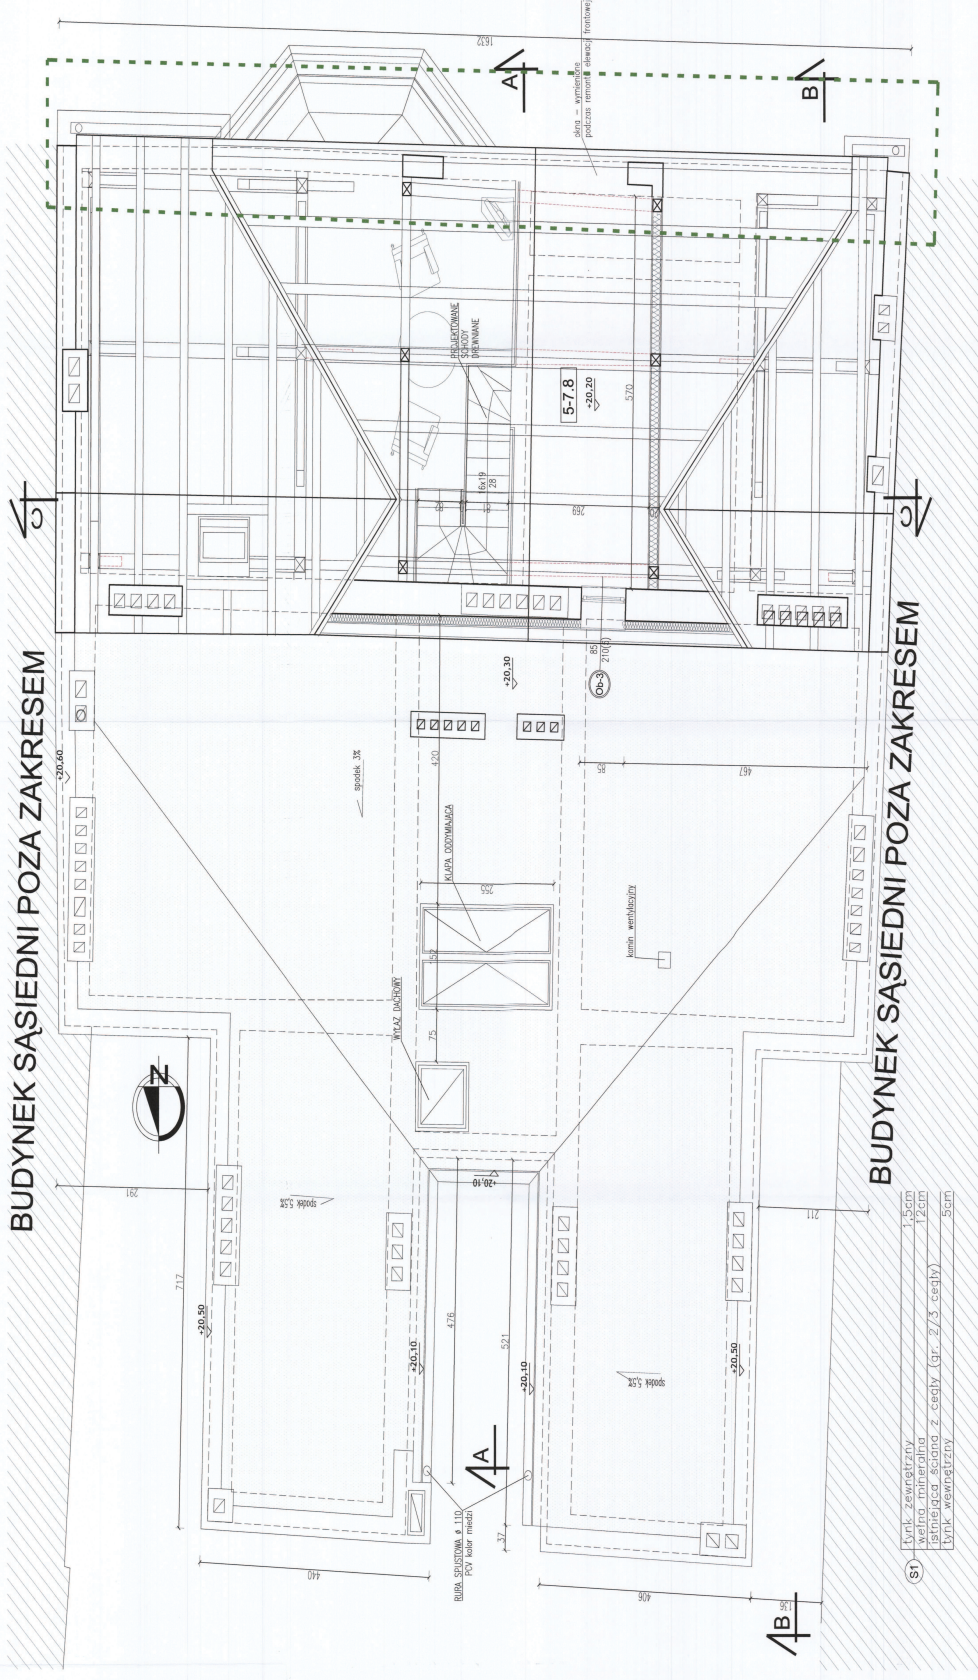 1632
A
B
okna – wymienione
podczas remontu elewacji frontowej
PROJEKTOWANE
SCHODY
DREWNIANE
5-7.8
+20,20
570
16x19
28
269
C
C
BUDYNEK SĄSIEDNI POZA ZAKRESEM
BUDYNEK SĄSIEDNI POZA ZAKRESEM
+20,60
+20,30
85
210(S)
Ob-3
spadek 3%
420
85
467
KLAPA ODDYMIAJĄCA
255
152
komin wentylacyjny
WYŁAZ DACHOWY
75
Z
291
717
spadek 5,5%
+20,10
211
476
521
+20,50
+20,10
+20,10
+20,50
spadek 5,5%
A
RURA SPUSTOWA ø 110
PCV kolor miedzi
37
440
406
136
B
S1
tynk zewnętrzny 1,5cm
wełna mineralna 12cm
istniejąca ściana z cegły (gr. 2/3 cegły)
tynk wewnętrzny 5cm